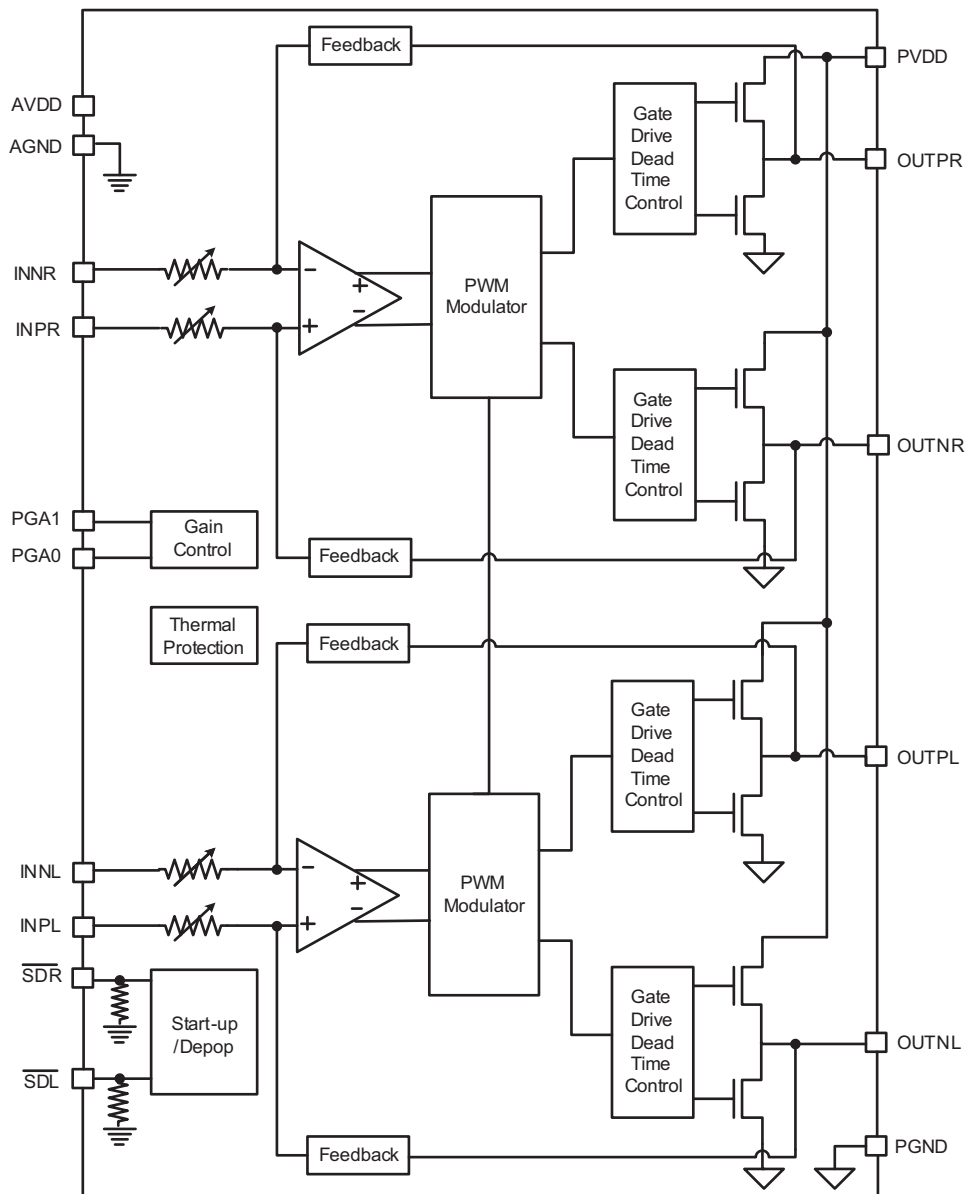 Feedback
PVDD
AVDD
Gate
Drive
Dead
Time
Control
AGND
OUTPR
INNR
-
+
-
+
PWM
Modulator
INPR
Gate
Drive
Dead
Time
Control
OUTNR
PGA1
Gain
Control
PGA0
Feedback
Thermal
Protection
Feedback
Gate
Drive
Dead
Time
Control
OUTPL
INNL
-
+
-
+
PWM
Modulator
INPL
SDR
Start-up
/Depop
Gate
Drive
Dead
Time
Control
OUTNL
SDL
Feedback
PGND